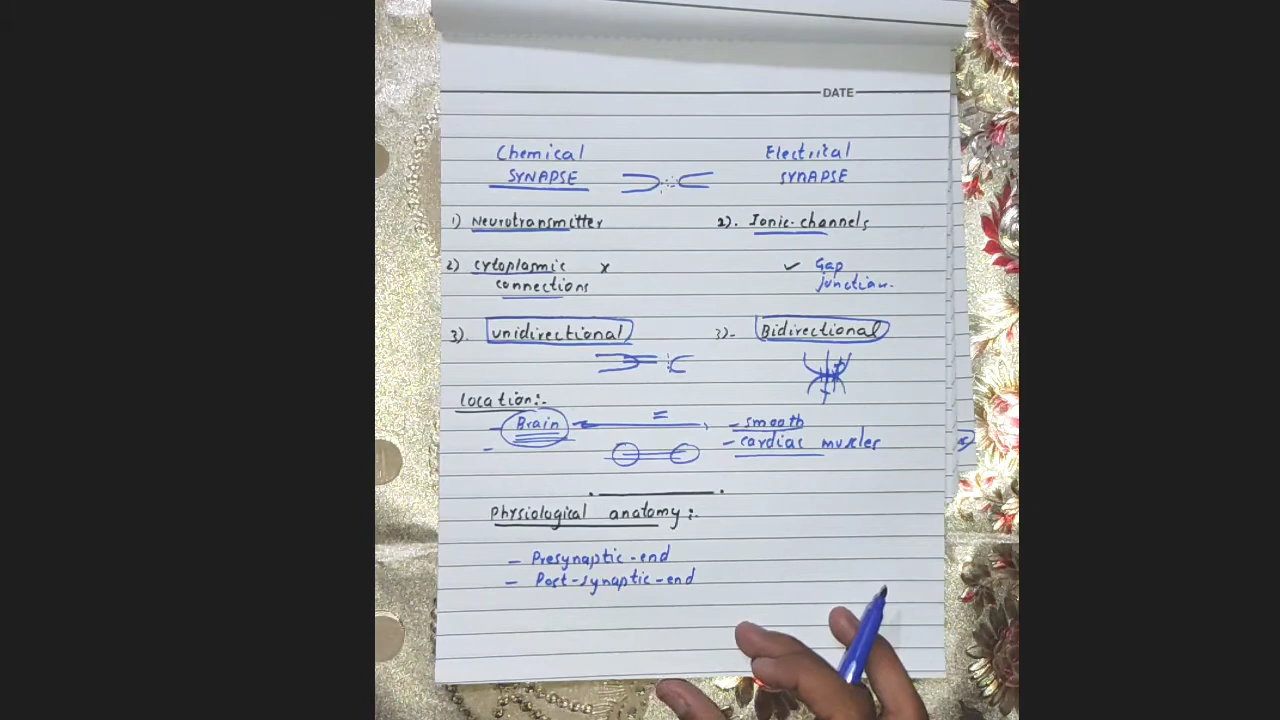 DATE
Chemical Electrical
SYNAPSE SYNAPSE
1) Neurotransmitter 2). Ionic-channels
2) cytoplasmic x ✓ Gap
connections junction.
3). unidirectional 3)- Bidirectional
location:-
- Brain = - smooth
- - cardiac muscles
Physiological anatomy:-
- Presynaptic-end
- Post-synaptic-end